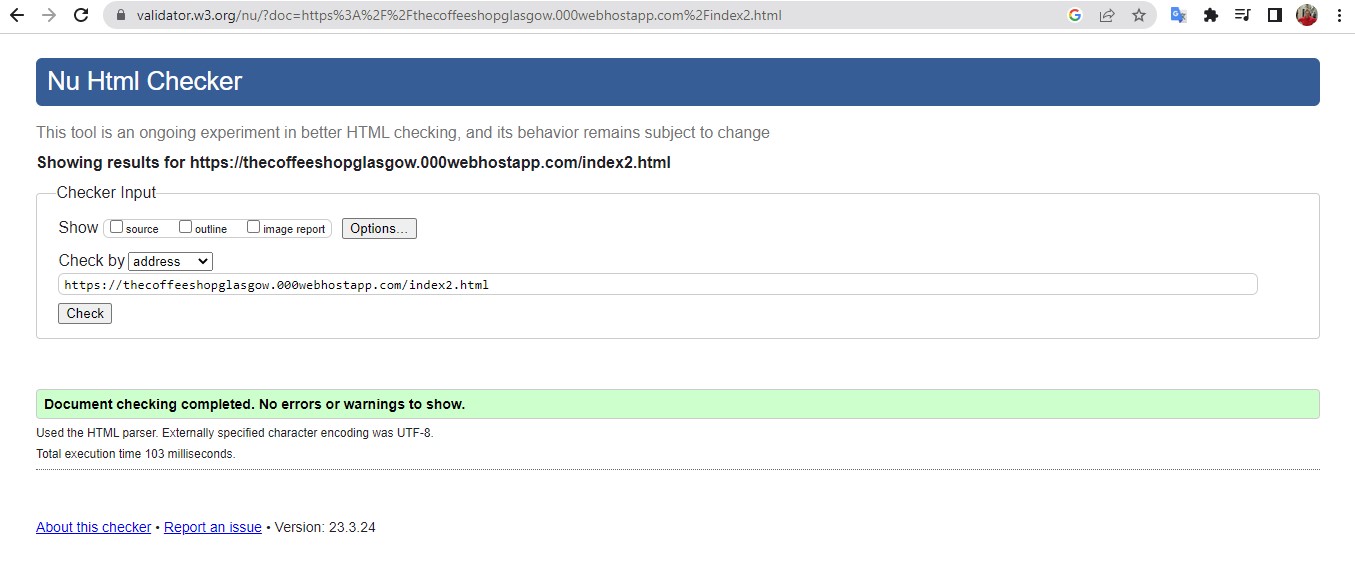 validator.w3.org/nu/?doc=https%3A%2F%2Fthecoffeeshopglasgow.000webhostapp.com%2Findex2.html
Nu Html Checker
This tool is an ongoing experiment in better HTML checking, and its behavior remains subject to change
Showing results for https://thecoffeeshopglasgow.000webhostapp.com/index2.html
Checker Input
Show source outline image report Options...
Check by address
https://thecoffeeshopglasgow.000webhostapp.com/index2.html
Check
Document checking completed. No errors or warnings to show.
Used the HTML parser. Externally specified character encoding was UTF-8.
Total execution time 103 milliseconds.
About this checker • Report an issue • Version: 23.3.24